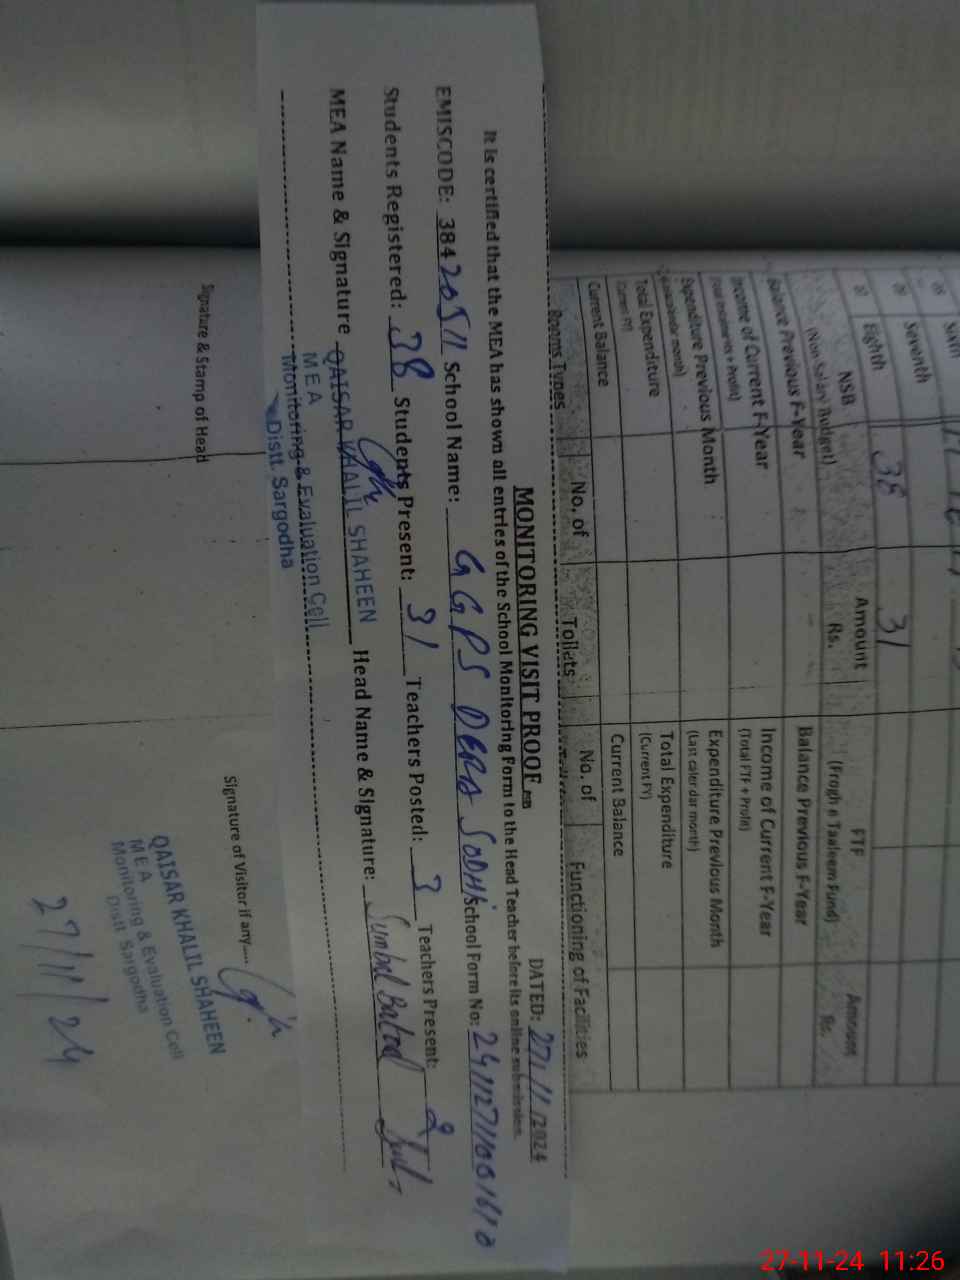 Sixth
Seventh
Eighth 38 31
NSB Amount FTF Amount
(Non Salary Budget) Rs. (Frogh e Taaleem Fund) Rs.
Balance Previous F-Year Balance Previous F-Year
Income of Current F-Year Income of Current F-Year
(Total FTF + Profit)
Expenditure Previous Month Expenditure Previous Month
(Last calendar month)
Total Expenditure Total Expenditure
(Current FY) (Current FY)
Current Balance Current Balance
Rooms Types No. of Toilets No. of Functioning of Facilities
MONITORING VISIT PROOF DATED: 27/11/2024
It is certified that the MEA has shown all entries of the School Monitoring Form to the Head Teacher before its online submission.
EMISCODE: 38420511 School Name: GGPS DERA SODHI School Form No:
Students Registered: 38 Students Present: 31 Teachers Posted: 3 Teachers Present: 2
MEA Name & Signature QAISAR KHALIL SHAHEEN Head Name & Signature: Sumbal Batool
MEA
Monitoring & Evaluation Cell
Distt. Sargodha
Signature & Stamp of Head Signature of Visitor if any
QAISAR KHALIL SHAHEEN
MEA
Monitoring & Evaluation Cell
Distt Sargodha
27/11/24
27-11-24 11:26